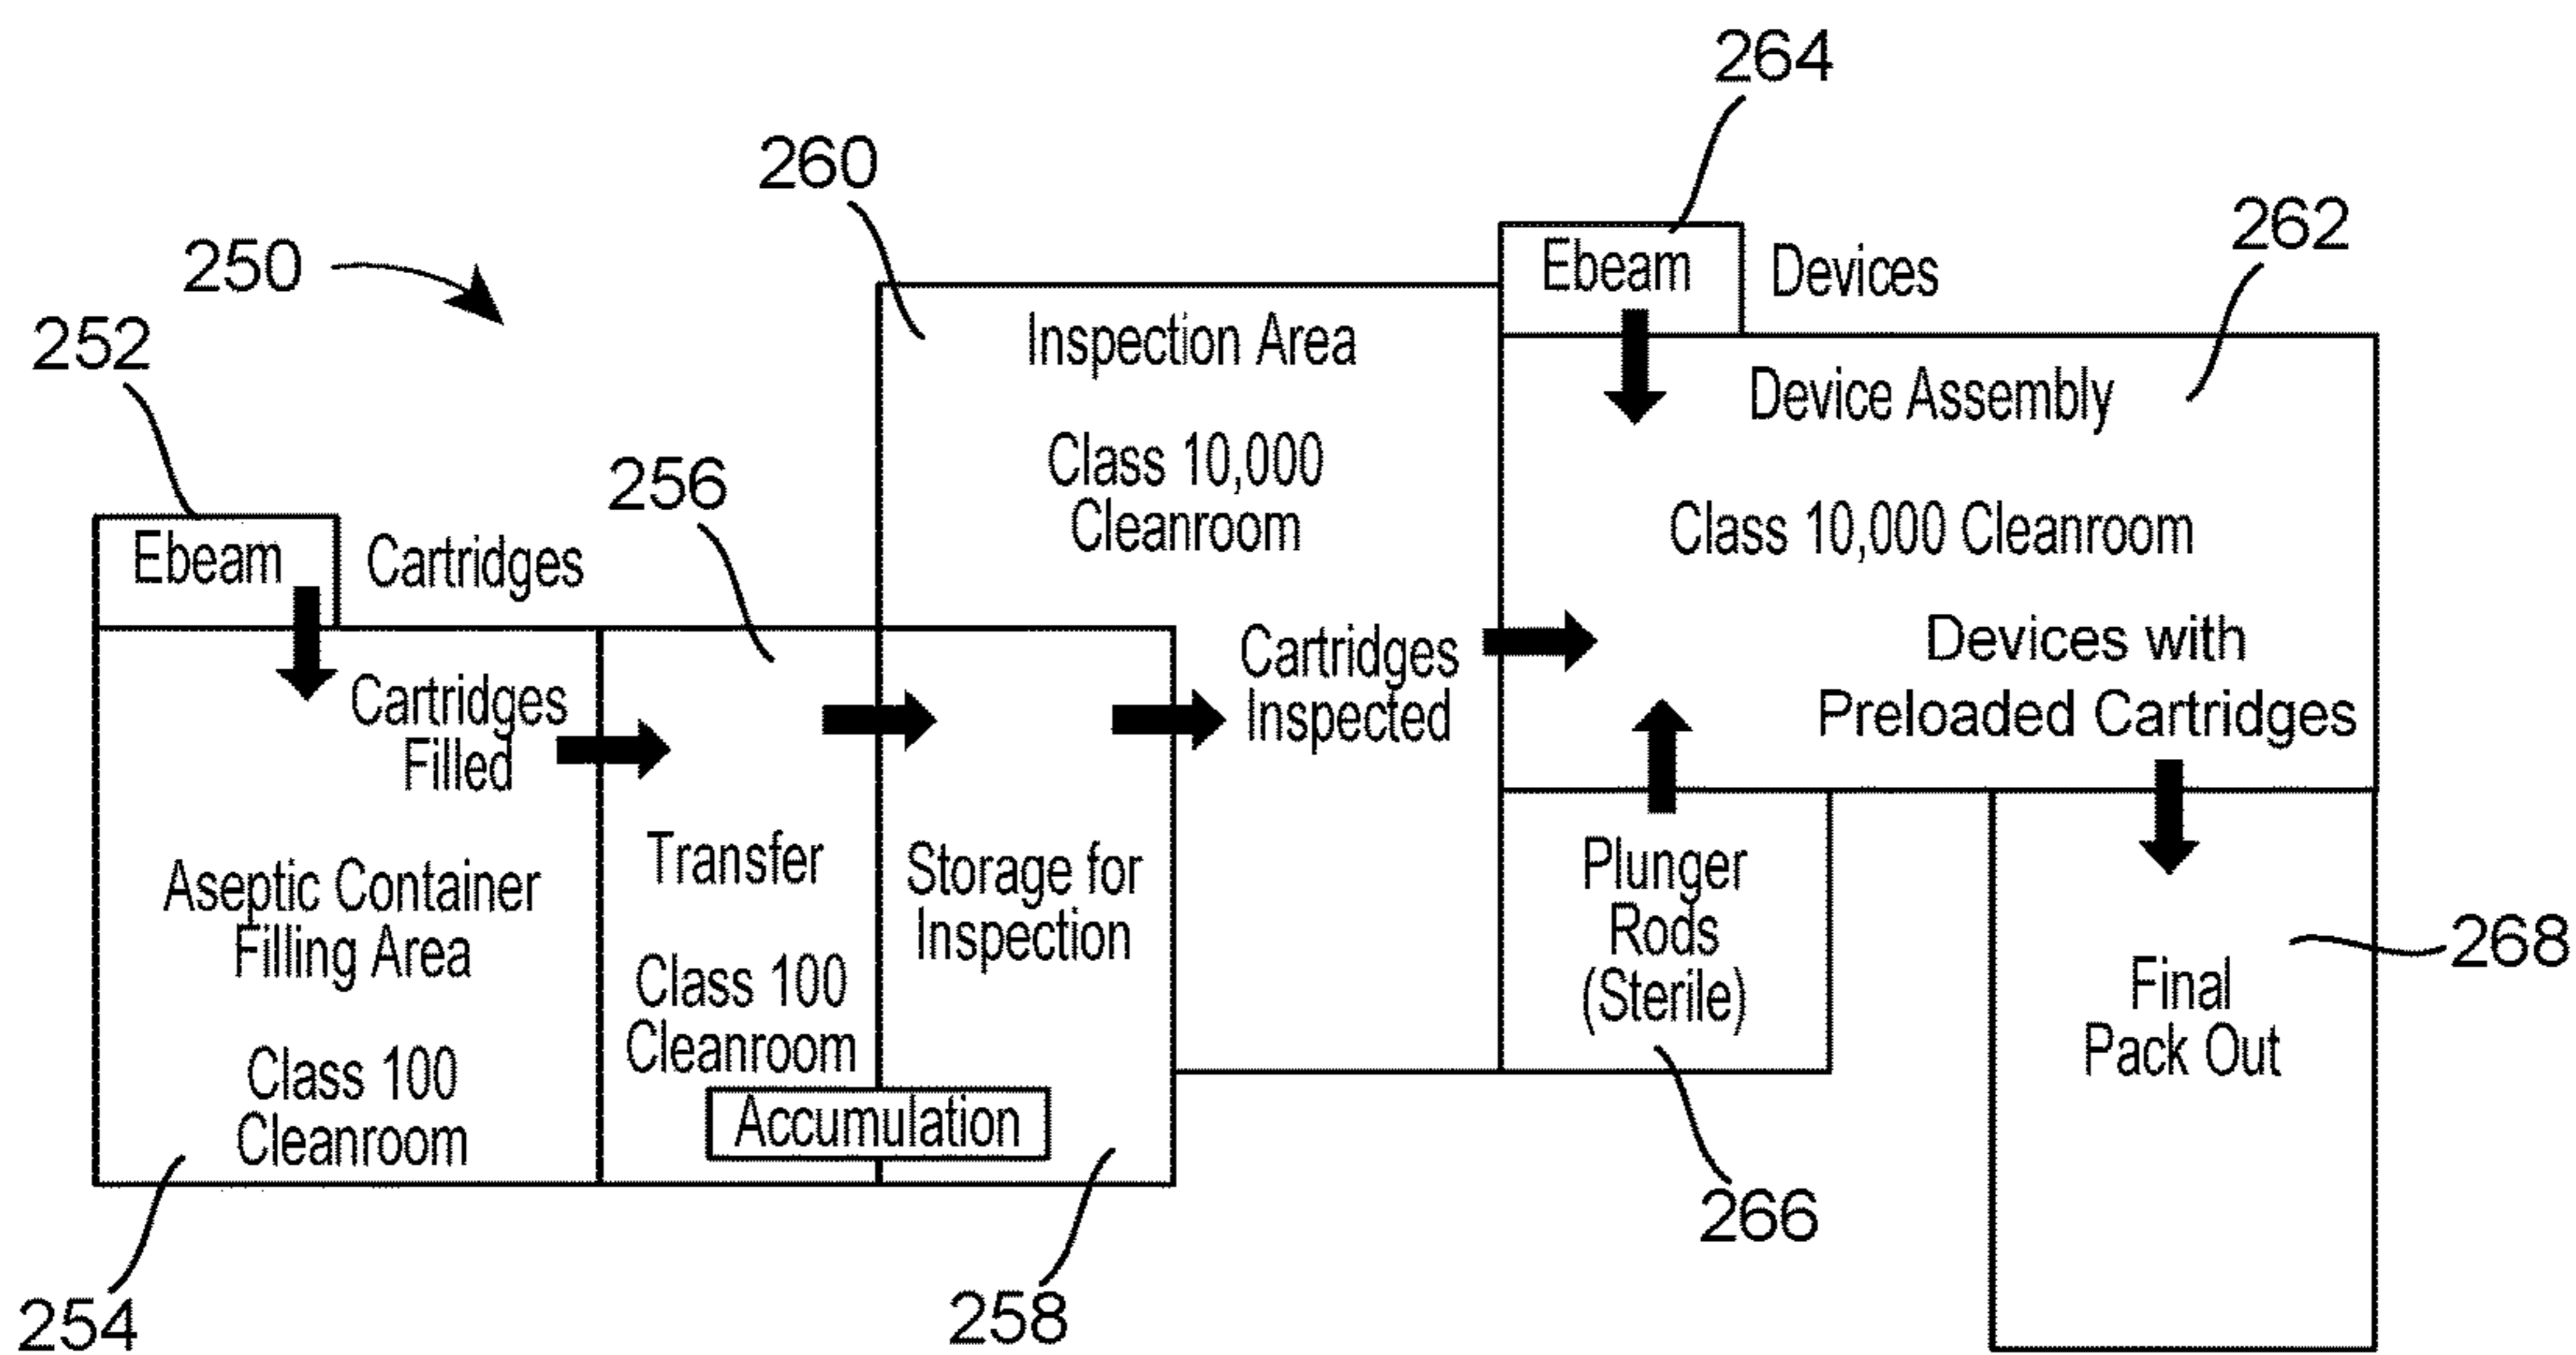 264
260
262
250
Ebeam
Devices
252
Inspection Area
Device Assembly
Class 10,000
Cleanroom
256
Class 10,000 Cleanroom
Ebeam
Cartridges
Cartridges
Inspected
Devices with
Preloaded Cartridges
Cartridges
Filled
Transfer
Storage for
Inspection
Plunger
Rods
(Sterile)
Aseptic Container
Filling Area
268
Final
Pack Out
Class 100
Cleanroom
Class 100
Cleanroom
Accumulation
266
254
258